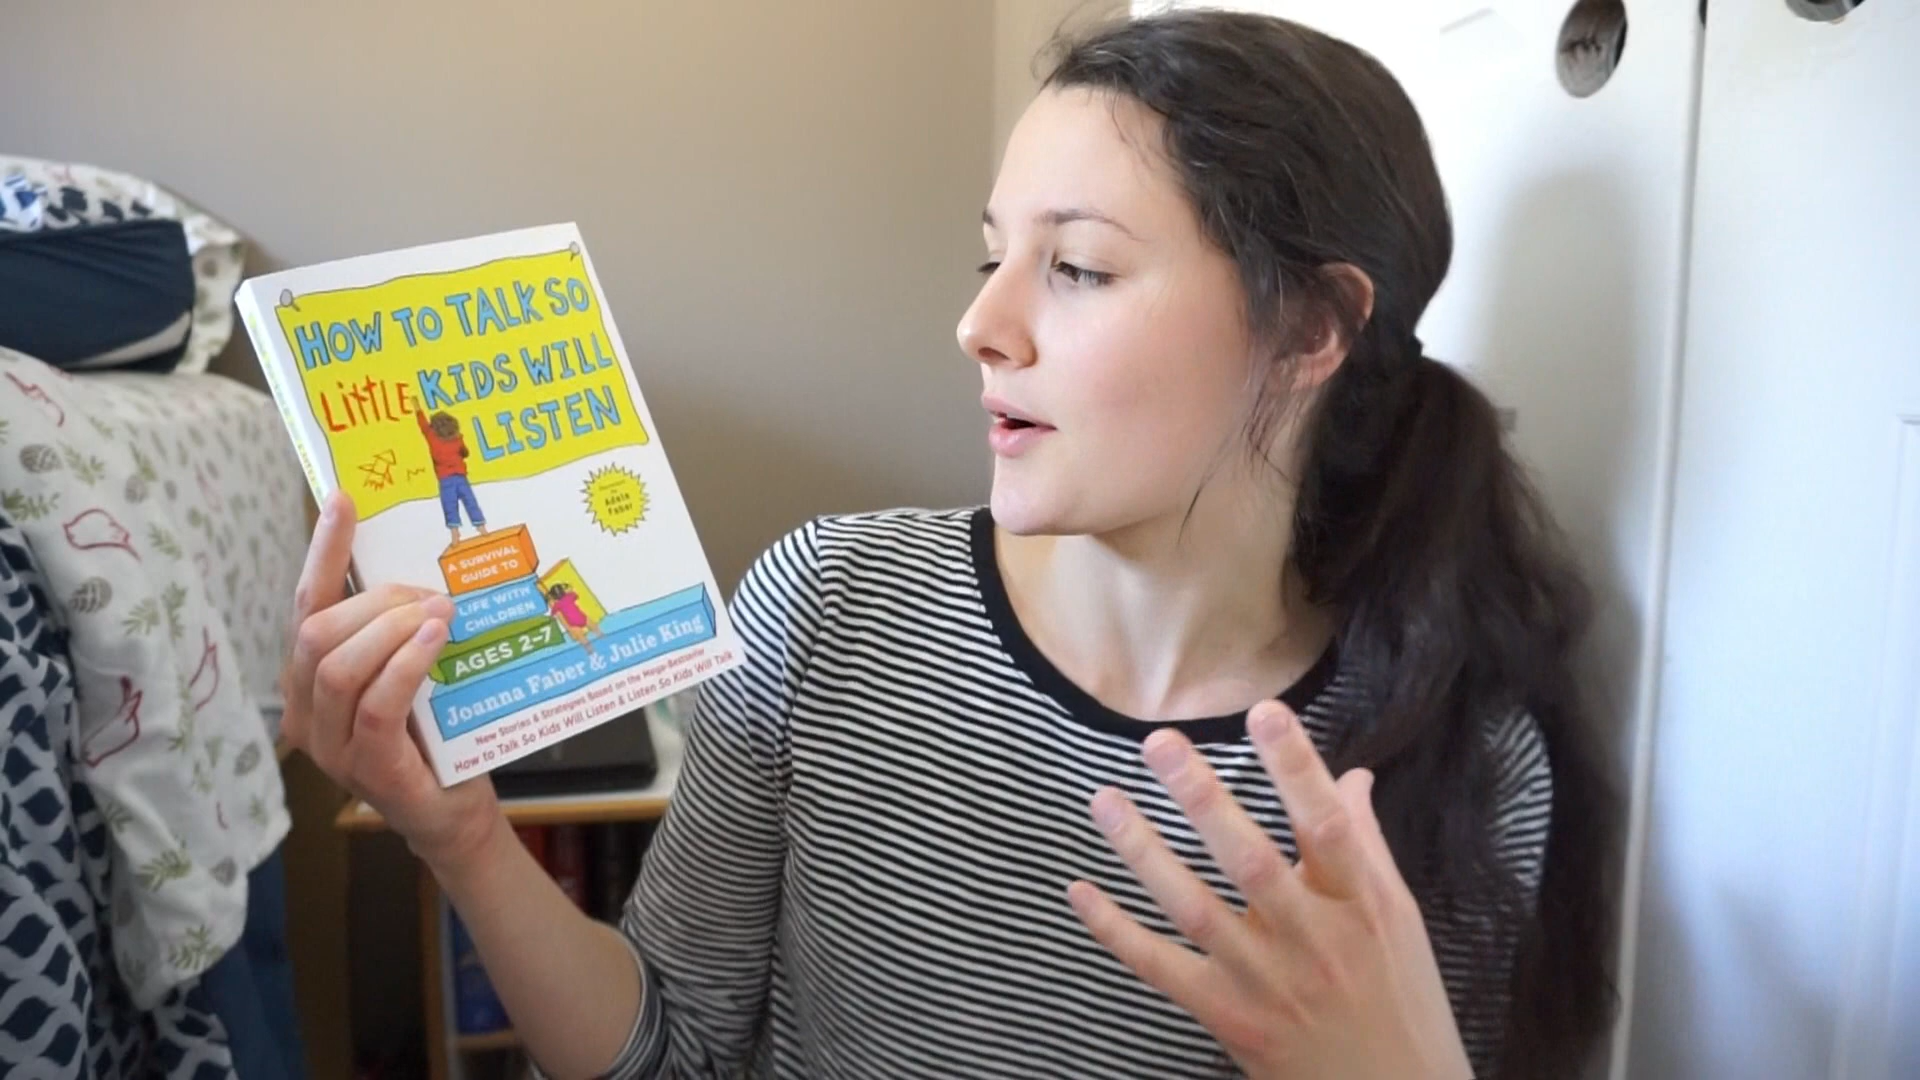 HOW TO TALK SO
LiTTLE KIDS WILL
LISTEN
Adele
Faber
A SURVIVAL
GUIDE TO
LIFE WITH
CHILDREN
AGES 2-7
Joanna Faber & Julie King
New Stories & Strategies Based on the Mega-Bestseller
How to Talk So Kids Will Listen & Listen So Kids Will Talk